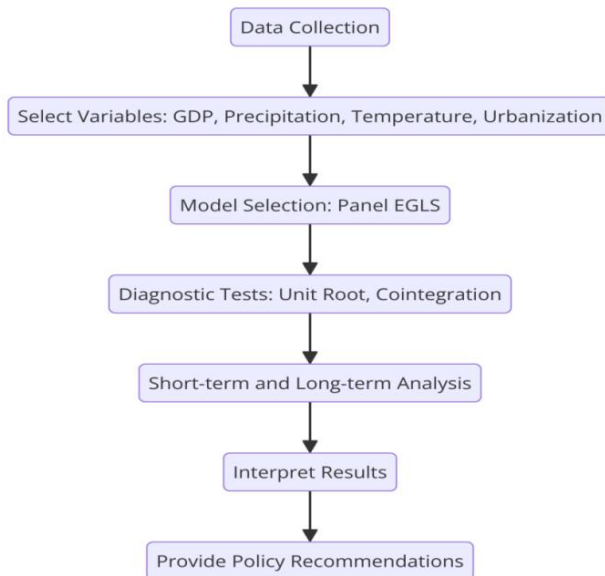 Data Collection
Select Variables: GDP, Precipitation, Temperature, Urbanization
Model Selection: Panel EGLS
Diagnostic Tests: Unit Root, Cointegration
Short-term and Long-term Analysis
Interpret Results
Provide Policy Recommendations